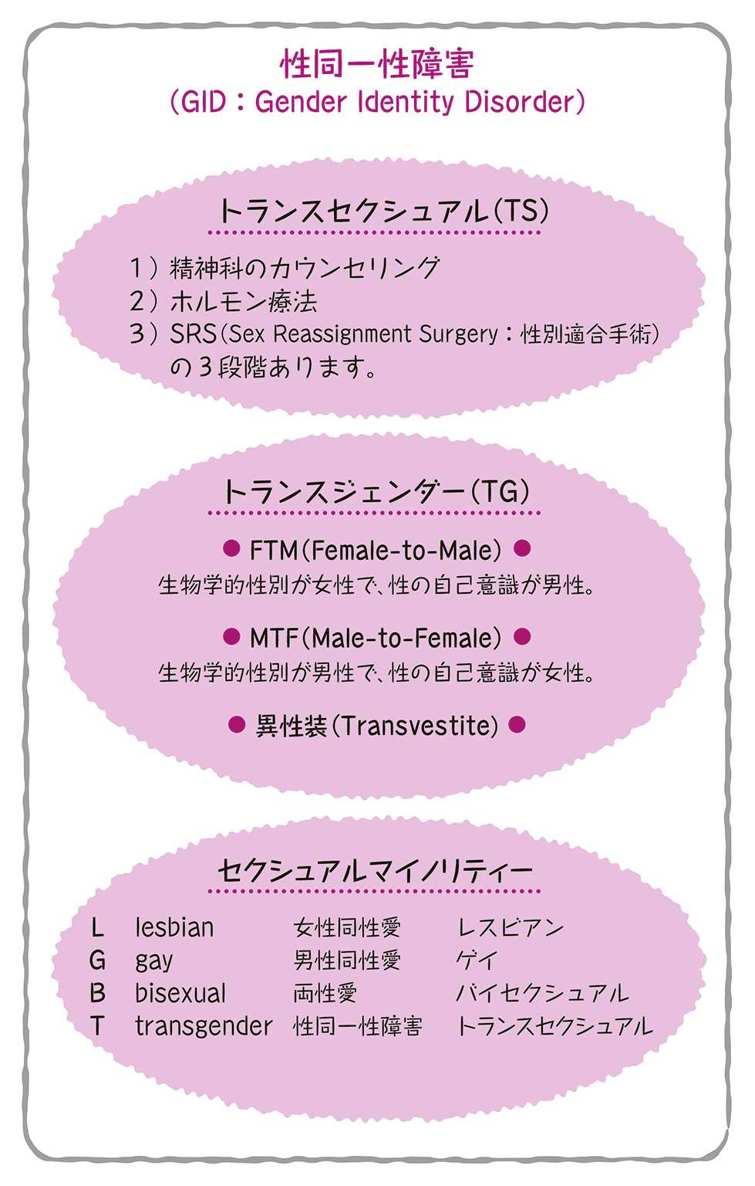 性同一性障害
(GID：Gender Identity Disorder)
トランスセクシュアル(TS)
1）精神科のカウンセリング
2）ホルモン療法
3）SRS(Sex Reassignment Surgery：性別適合手術)
の3段階あります。
トランスジェンダー(TG)
● FTM(Female-to-Male) ●
生物学的性別が女性で、性の自己意識が男性。
● MTF(Male-to-Female) ●
生物学的性別が男性で、性の自己意識が女性。
● 異性装(Transvestite) ●
セクシュアルマイノリティー
L lesbian 女性同性愛 レスビアン
G gay 男性同性愛 ゲイ
B bisexual 両性愛 バイセクシュアル
T transgender 性同一性障害 トランスセクシュアル